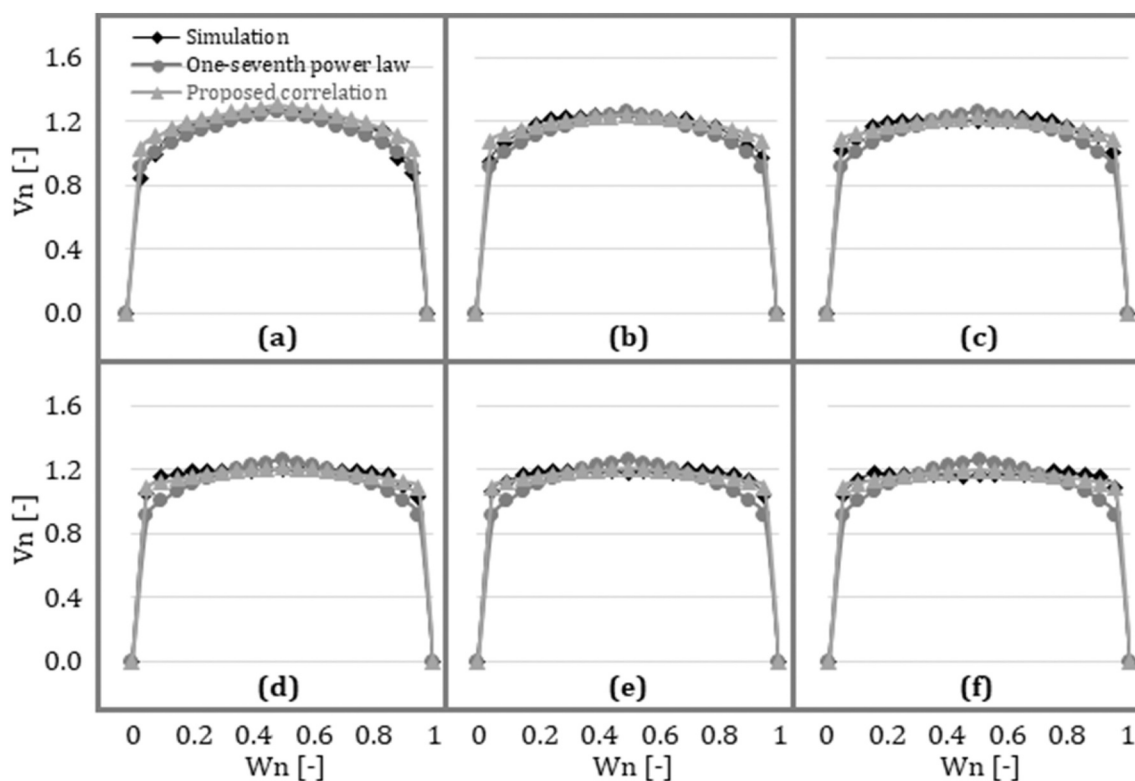 Simulation
One-seventh power law
Proposed correlation
Vn [-]
1.6
1.2
0.8
0.4
0.0
(a)
(b)
(c)
Vn [-]
1.6
1.2
0.8
0.4
0.0
(d)
(e)
(f)
0 0.2 0.4 0.6 0.8 1
0 0.2 0.4 0.6 0.8 1
0 0.2 0.4 0.6 0.8 1
Wn [-]
Wn [-]
Wn [-]